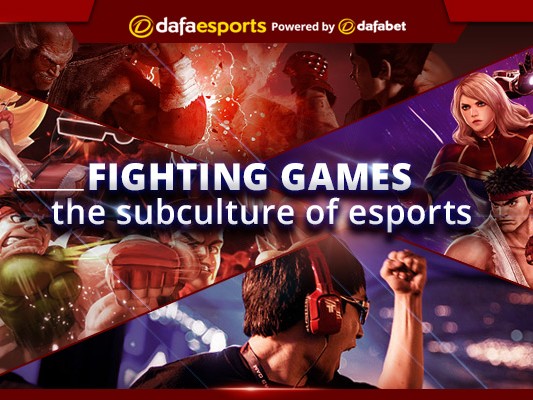 dafaesports Powered by dafabet
FIGHTING GAMES
the subculture of esports